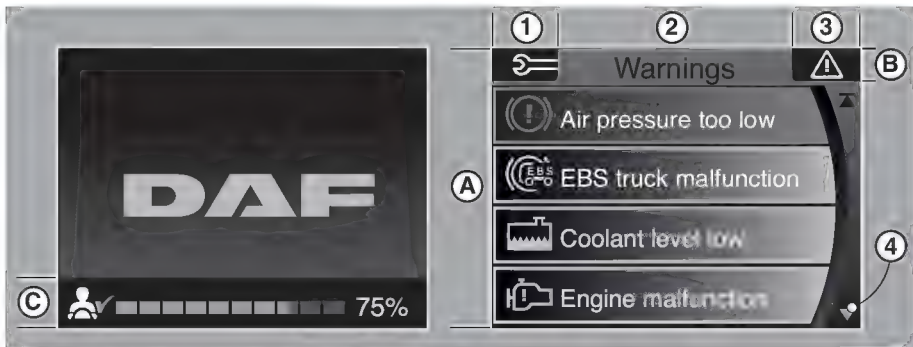 1
2
3
Warnings
B
Air pressure too low
A
EBS
EBS truck malfunction
DAF
Coolant level low
4
C
75%
Engine malfunction